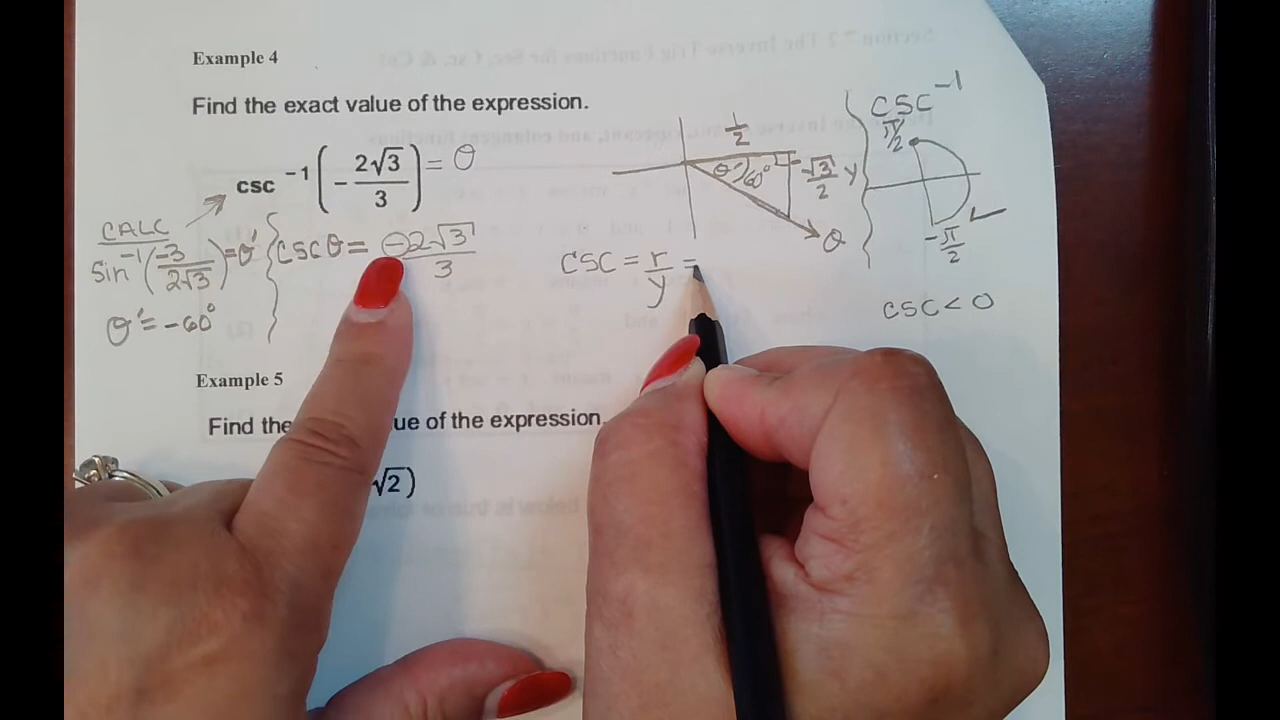 Example 4
Find the exact value of the expression.
csc⁻¹(-2√3/3) = θ
CALC
sin⁻¹(-3/2√3) = θ'
θ' = -60°
cscθ = -2√3/3
1/2
θ' 60°
-√3/2 y
θ
csc = r/y =
csc⁻¹
π/2
-π/2
csc < 0
Example 5
Find the
ue of the expression.
√2)